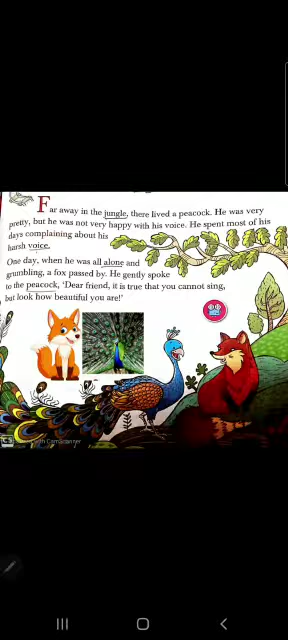 Far away in the jungle, there lived a peacock. He was very
pretty, but he was not very happy with his voice. He spent most of his
days complaining about his
harsh voice.
One day, when he was all alone and
grumbling, a fox passed by. He gently spoke
to the peacock, 'Dear friend, it is true that you cannot sing,
but look how beautiful you are!'
CS
with CamScanner